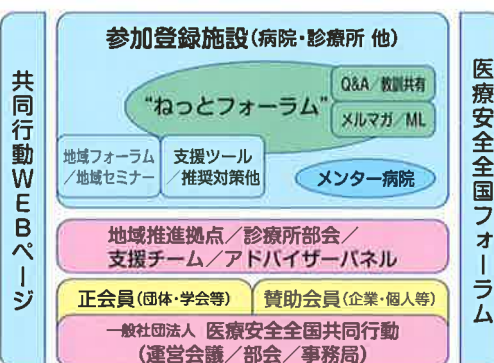 共同行動WEBページ
参加登録施設(病院・診療所 他)
“ねっとフォーラム”
Q&A/教訓共有
メルマガ/ML
地域フォーラム
/地域セミナー
支援ツール
/推奨対策他
メンター病院
地域推進拠点/診療所部会/
支援チーム/アドバイザーパネル
正会員(団体・学会等)
賛助会員(企業・個人等)
一般社団法人 医療安全全国共同行動
(運営会議/部会/事務局)
医療安全全国フォーラム